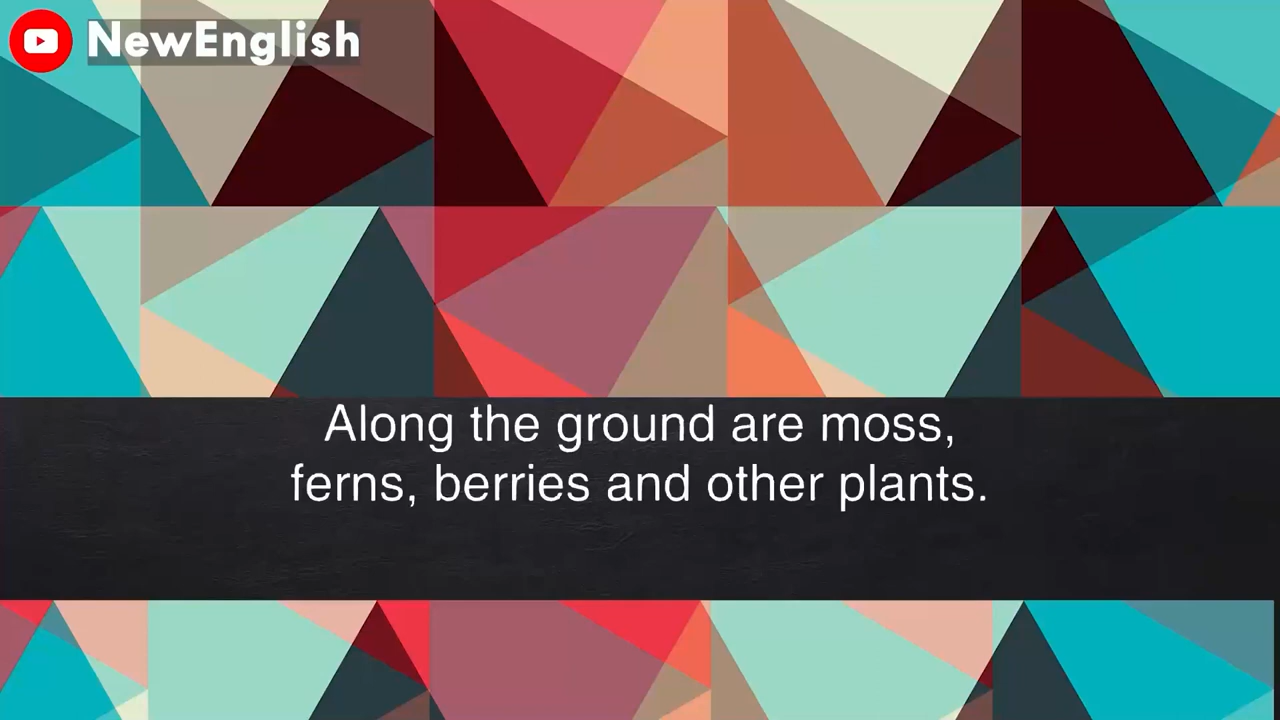 NewEnglish
Along the ground are moss,
ferns, berries and other plants.